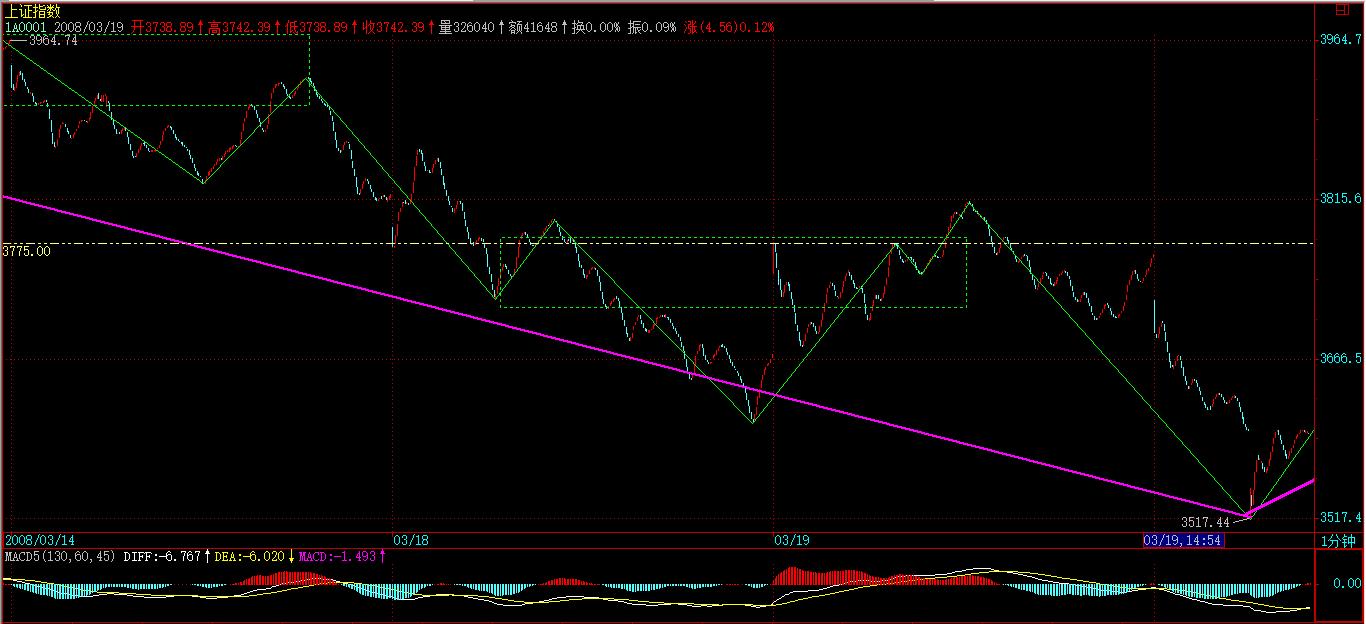 上证指数
1A0001 2008/03/19 开3738.89↑高3742.39↑低3738.89↑收3742.39↑量326040↑额41648↑换0.00% 振0.09% 涨(4.56)0.12%
3964.74
3964.7
3815.6
3775.00
3666.5
3517.44
3517.4
2008/03/14 03/18 03/19 03/19,14:54 1分钟
MACD5(130,60,45) DIFF:-6.767↑DEA:-6.020↓MACD:-1.493↑
0.00